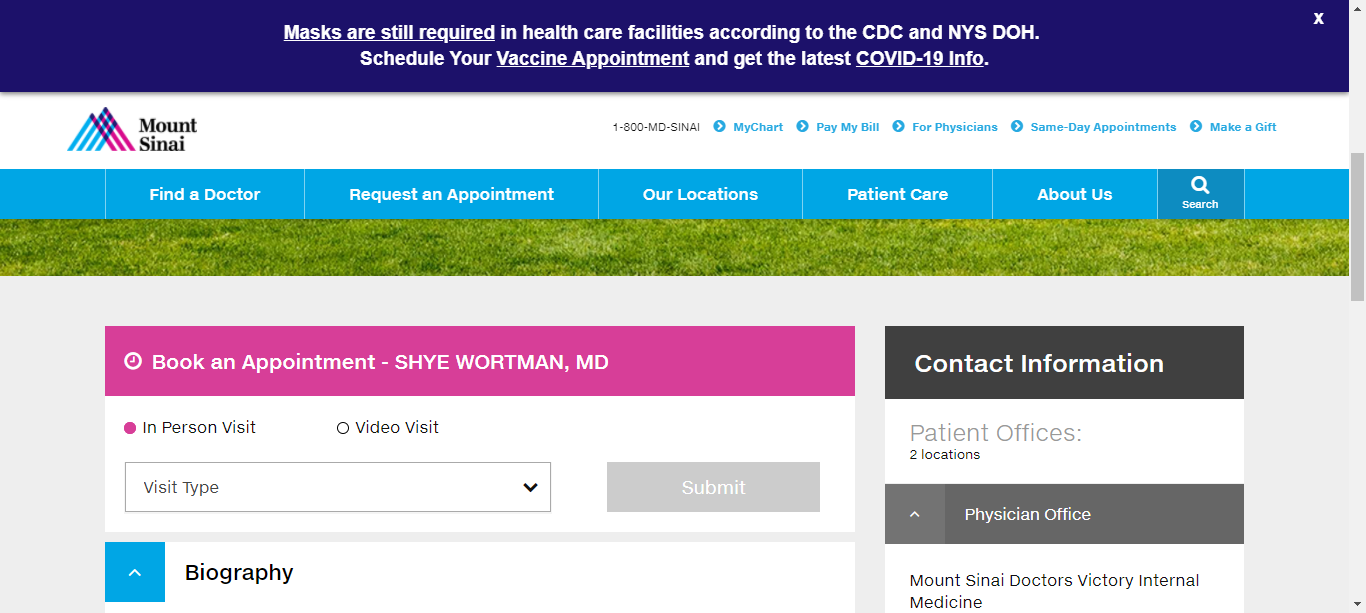 Masks are still required in health care facilities according to the CDC and NYS DOH.
Schedule Your Vaccine Appointment and get the latest COVID-19 Info.
X
Mount
Sinai
1-800-MD-SINAI MyChart Pay My Bill For Physicians Same-Day Appointments Make a Gift
Find a Doctor Request an Appointment Our Locations Patient Care About Us Search
Book an Appointment - SHYE WORTMAN, MD
In Person Visit Video Visit
Visit Type Submit
Biography
Contact Information
Patient Offices:
2 locations
Physician Office
Mount Sinai Doctors Victory Internal
Medicine